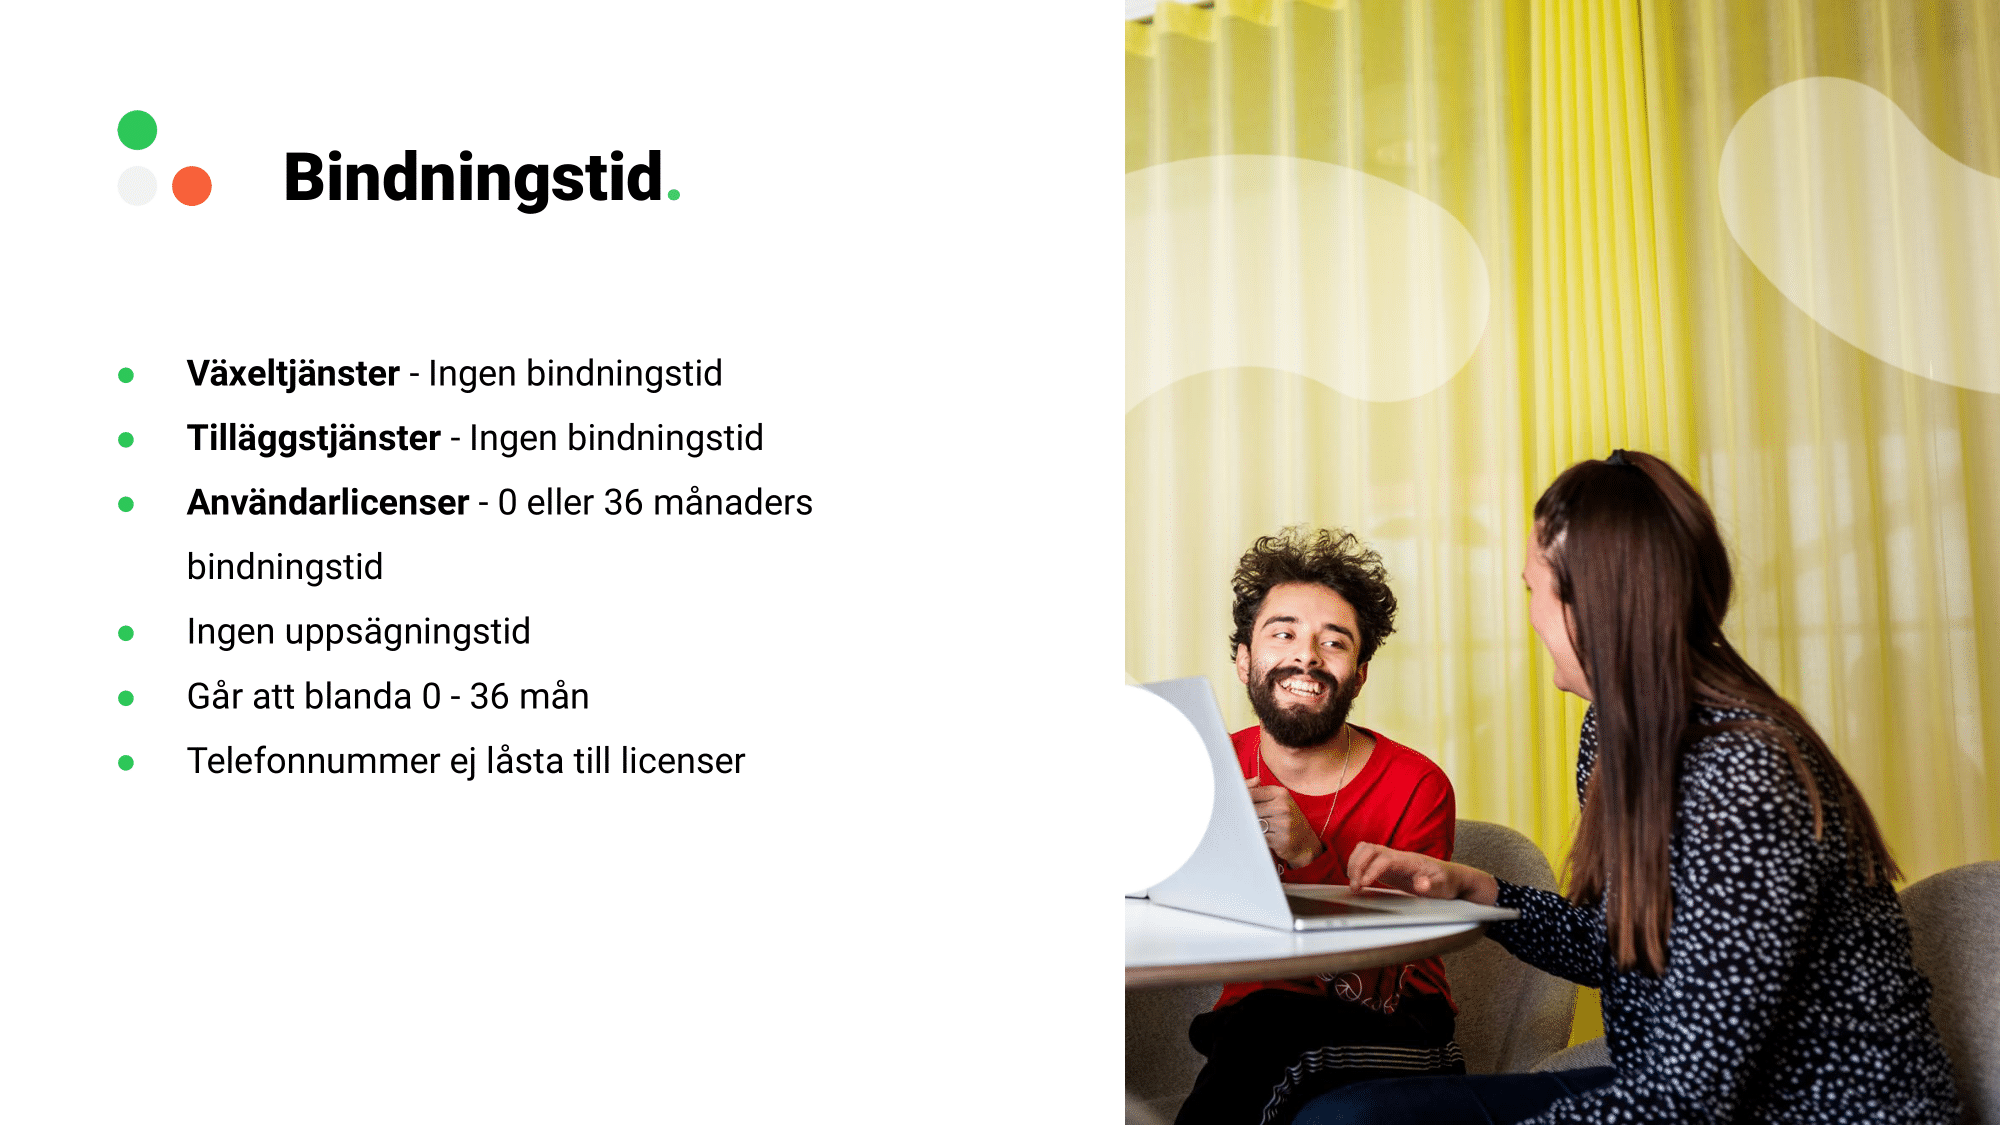 Bindningstid.
Växeltjänster - Ingen bindningstid
Tilläggstjänster - Ingen bindningstid
Användarlicenser - 0 eller 36 månaders
bindningstid
Ingen uppsägningstid
Går att blanda 0 - 36 mån
Telefonnummer ej låsta till licenser